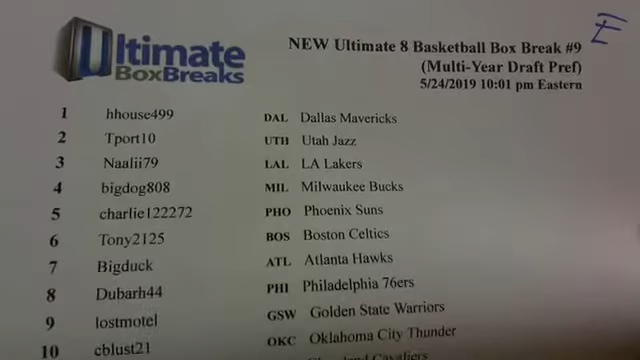 Ultimate
BoxBreaks
NEW Ultimate 8 Basketball Box Break #9
(Multi-Year Draft Pref)
5/24/2019 10:01 pm Eastern
E
1 hhouse499 DAL Dallas Mavericks
2 Tport10 UTH Utah Jazz
3 Naalii79 LAL LA Lakers
4 bigdog808 MIL Milwaukee Bucks
5 charlie122272 PHO Phoenix Suns
6 Tony2125 BOS Boston Celtics
7 Bigduck ATL Atlanta Hawks
8 Dubarh44 PHI Philadelphia 76ers
9 lostmotel GSW Golden State Warriors
10 cblust21 OKC Oklahoma City Thunder
Cleveland Cavaliers